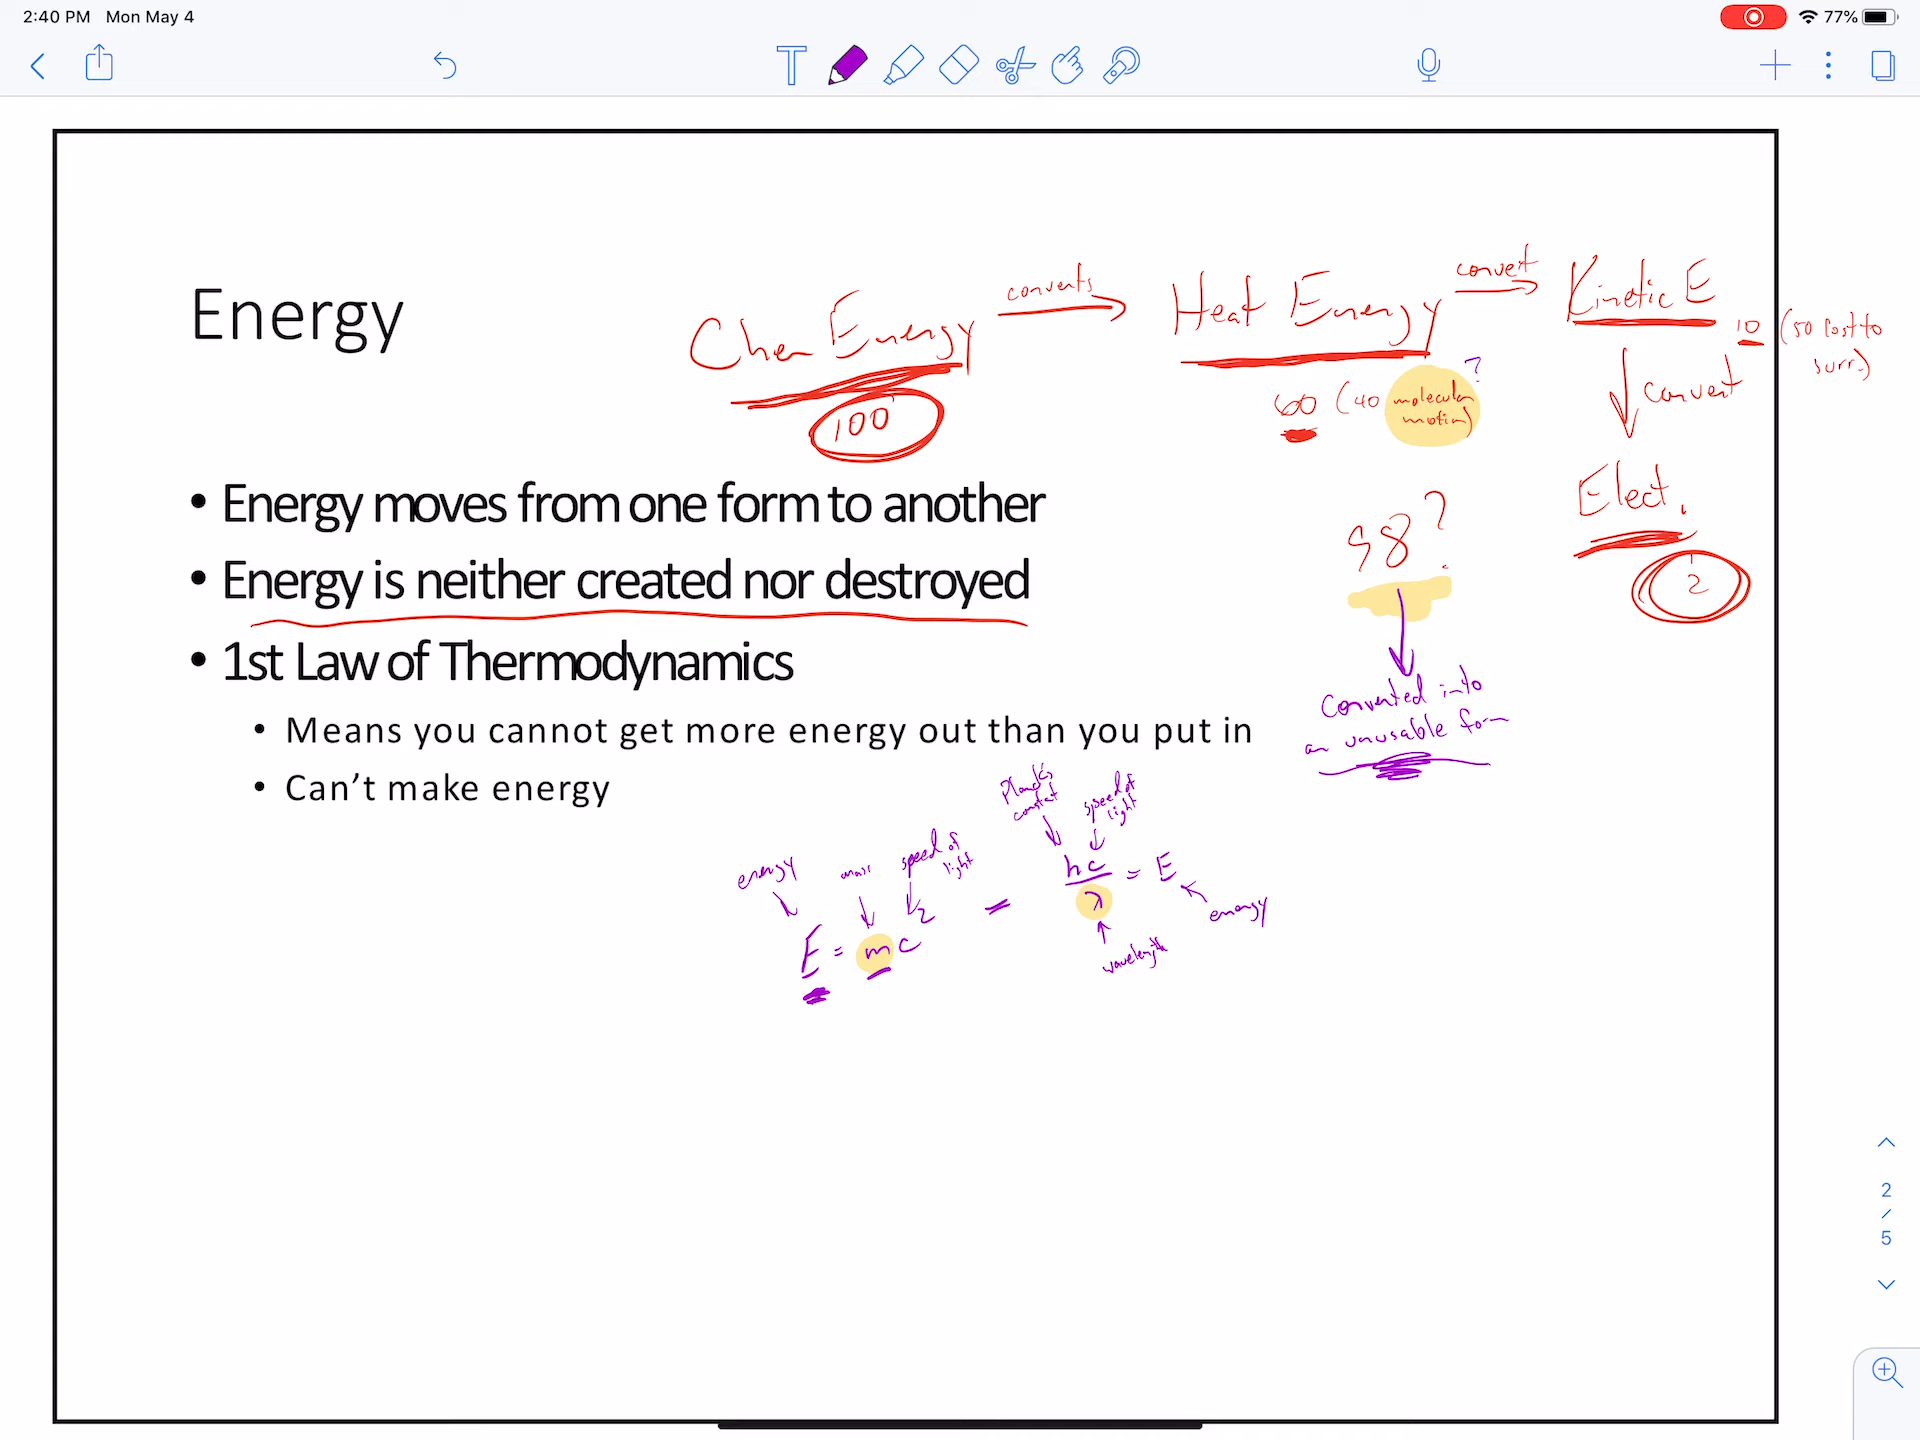 2:40 PM Mon May 4
77%
T
Energy
Chem Energy
converts
Heat Energy
convert
Kinetic E
100
60 (40 molecular
motion)
?
10 (50 lost to
surr.)
convert
Elect.
2
98?
Converted into
an unusable form
• Energy moves from one form to another
• Energy is neither created nor destroyed
• 1st Law of Thermodynamics
• Means you cannot get more energy out than you put in
• Can’t make energy
energy
mass
speed of
light
E = mc2
=
Planck's
constant
speed of
light
hc
λ
= E
energy
wavelength
2
/
5